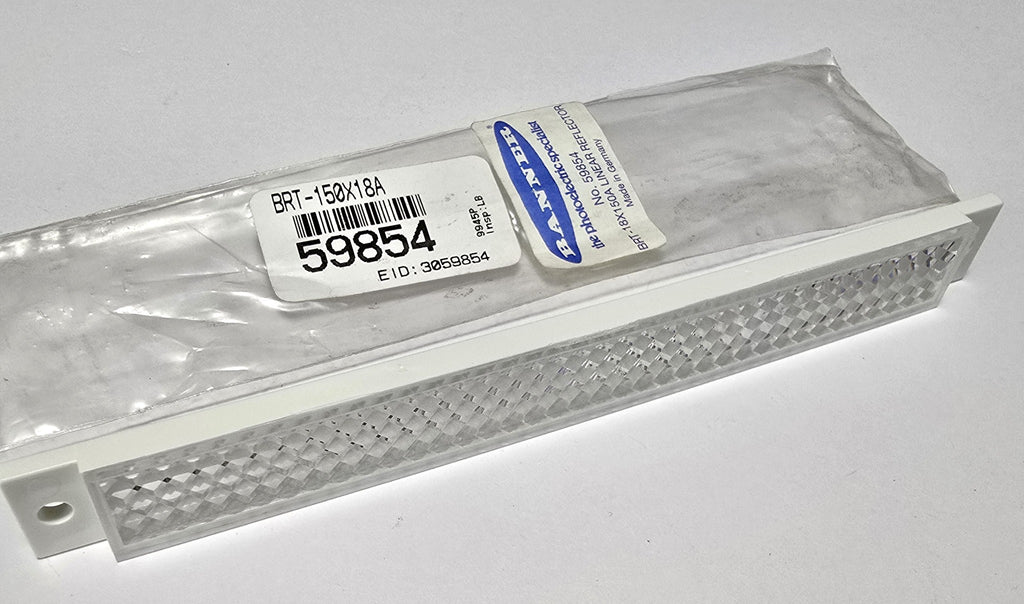 BRT-150X18A
59854
EID: 3059854
9945P
Insp: LB
BANNER
®
the photoelectric specialist
No. 59854
BRT-18X150A LINEAR REFLECTOR
Made in Germany